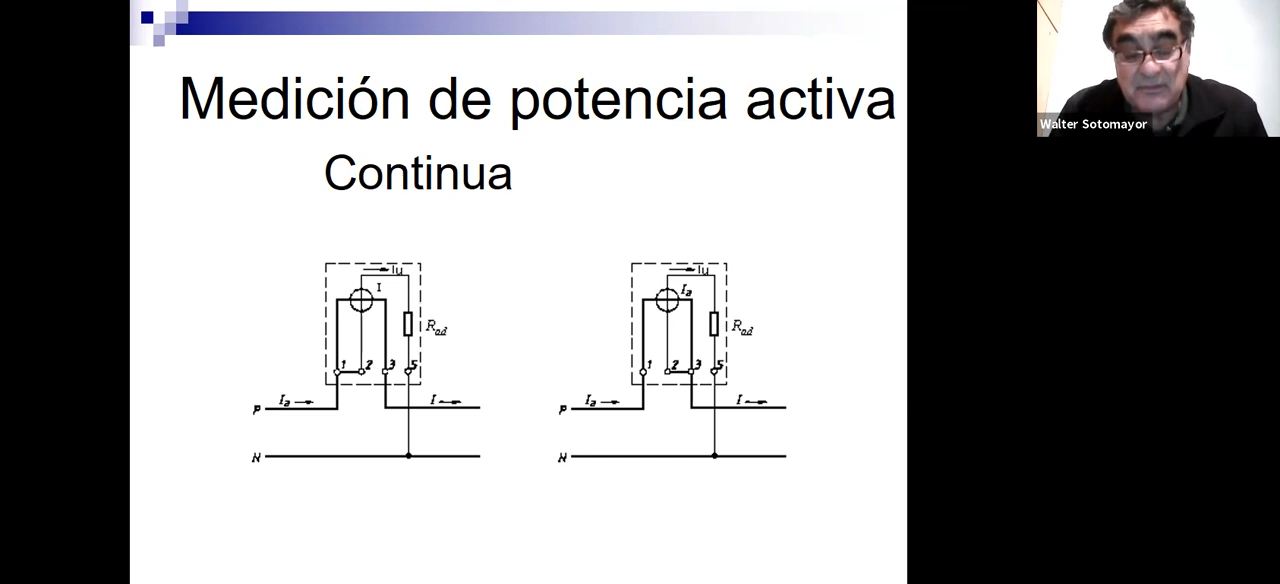 Medición de potencia activa
Continua
Walter Sotomayor
Iu
I
Rad
1 2 3 5
Ia
I
P
N
Iu
Ia
Rad
1 2 3 5
Ia
I
P
N